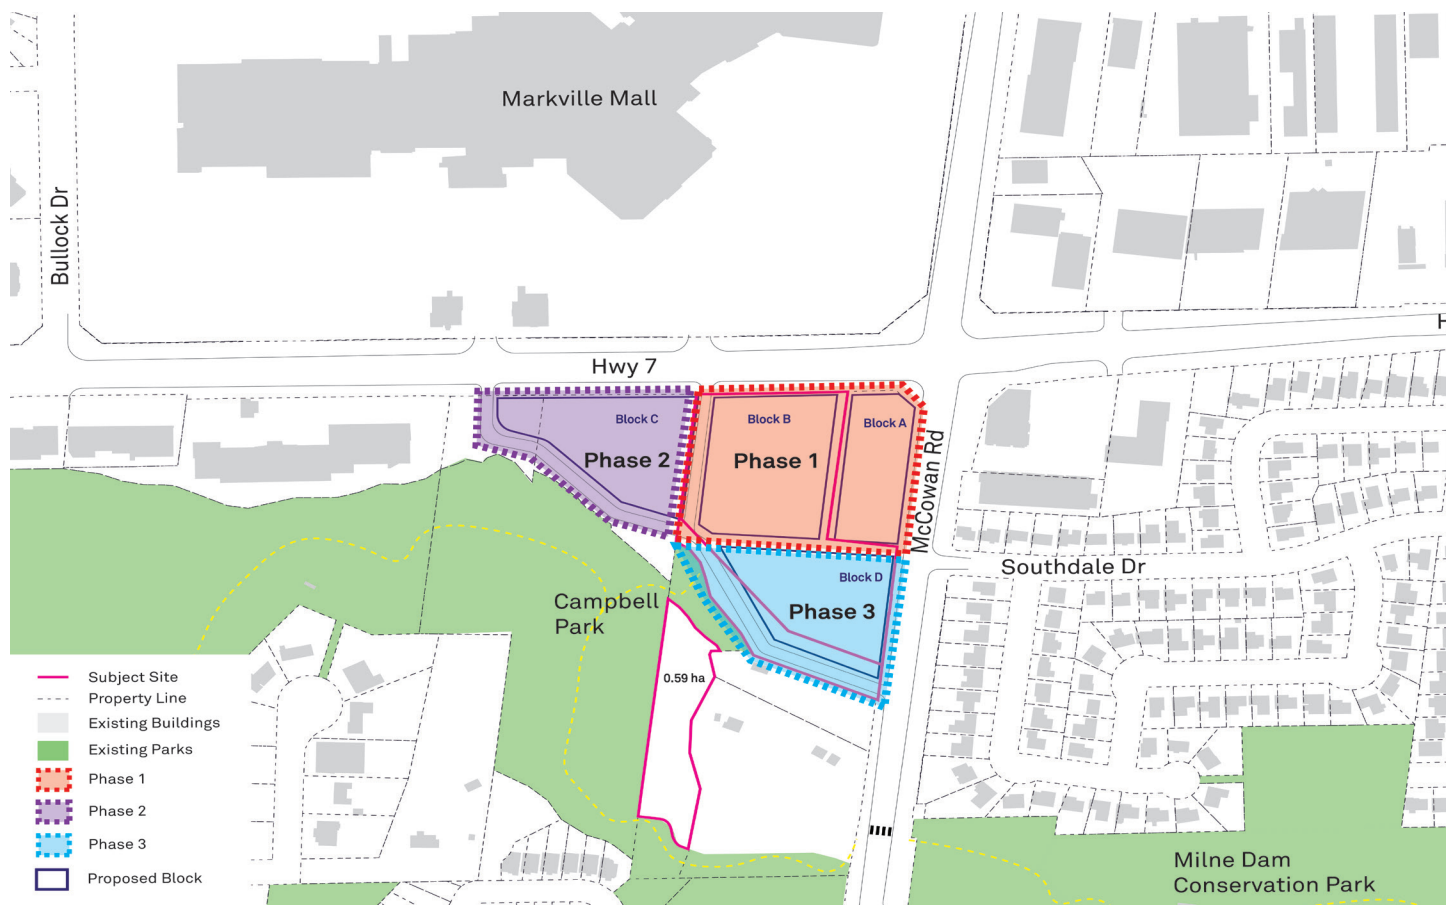 Markville Mall
Bullock Dr
Hwy 7
H
Block C
Block B
Block A
Phase 2
Phase 1
McCowan Rd
Southdale Dr
Block D
Phase 3
Campbell
Park
0.59 ha
Subject Site
Property Line
Existing Buildings
Existing Parks
Phase 1
Phase 2
Phase 3
Proposed Block
Milne Dam
Conservation Park